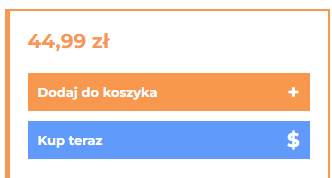 44,99 zł
Dodaj do koszyka +
Kup teraz $